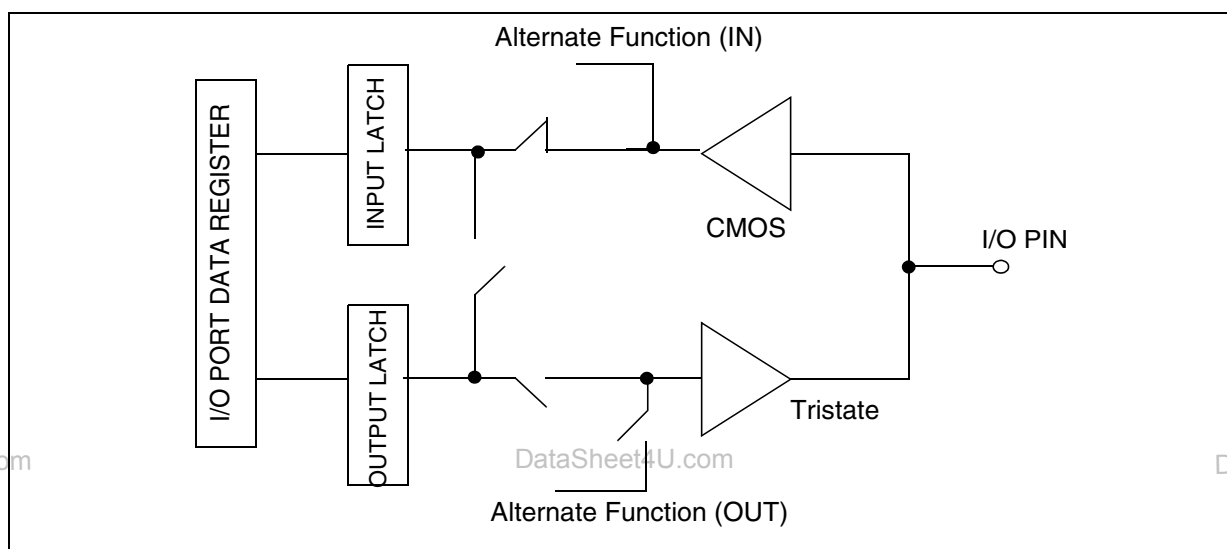 Alternate Function (IN)
I/O PORT DATA REGISTER
INPUT LATCH
CMOS
I/O PIN
OUTPUT LATCH
Tristate
om
DataSheet4U.com
D
Alternate Function (OUT)